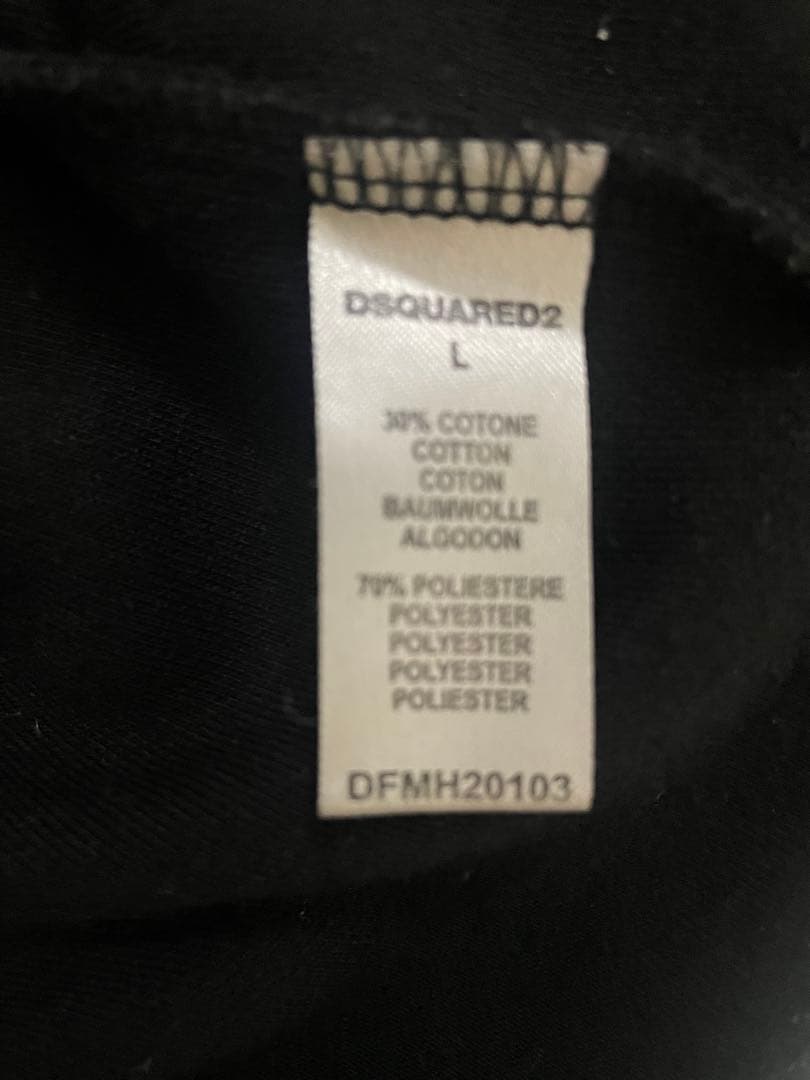 DSQUARED2
L
30% COTONE
COTTON
COTON
BAUMWOLLE
ALGODON
70% POLIESTERE
POLYESTER
POLYESTER
POLYESTER
POLIESTER
DFMH20103